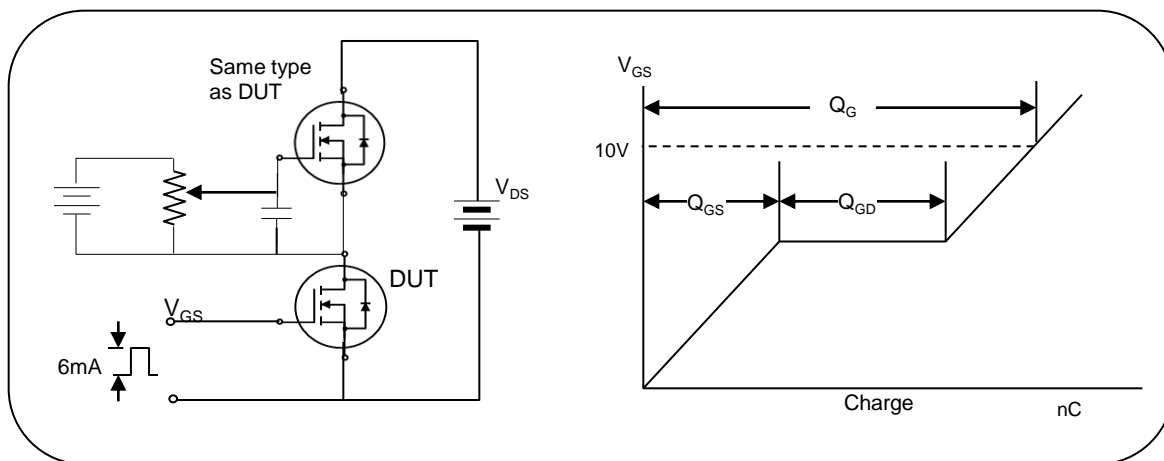 Same type
as DUT
V_DS
DUT
V_GS
6mA
V_GS
Q_G
10V
Q_GS
Q_GD
Charge
nC